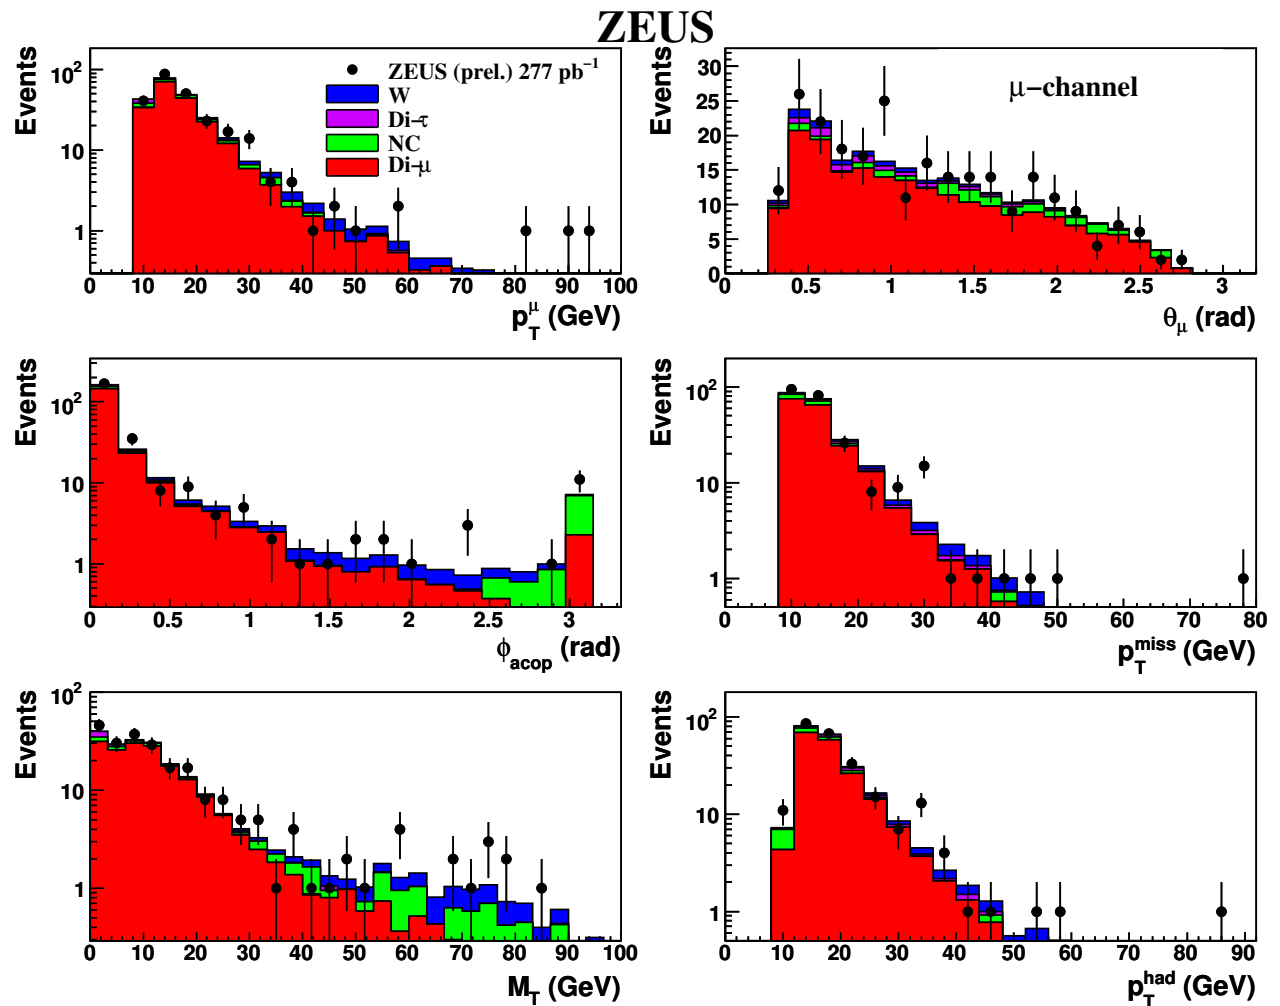 ZEUS
Events
10²
10
1
ZEUS (prel.) 277 pb⁻¹
W
Di-τ
NC
Di-μ
0 10 20 30 40 50 60 70 80 90 100
p_T^μ (GeV)
Events
30
25
20
15
10
5
0
μ-channel
0 0.5 1 1.5 2 2.5 3
θ_μ (rad)
Events
10²
10
1
0 0.5 1 1.5 2 2.5 3
ϕ_acop (rad)
Events
10²
10
1
0 10 20 30 40 50 60 70 80
p_T^miss (GeV)
Events
10²
10
1
0 10 20 30 40 50 60 70 80 90 100
M_T (GeV)
Events
10²
10
1
0 10 20 30 40 50 60 70 80 90
p_T^had (GeV)